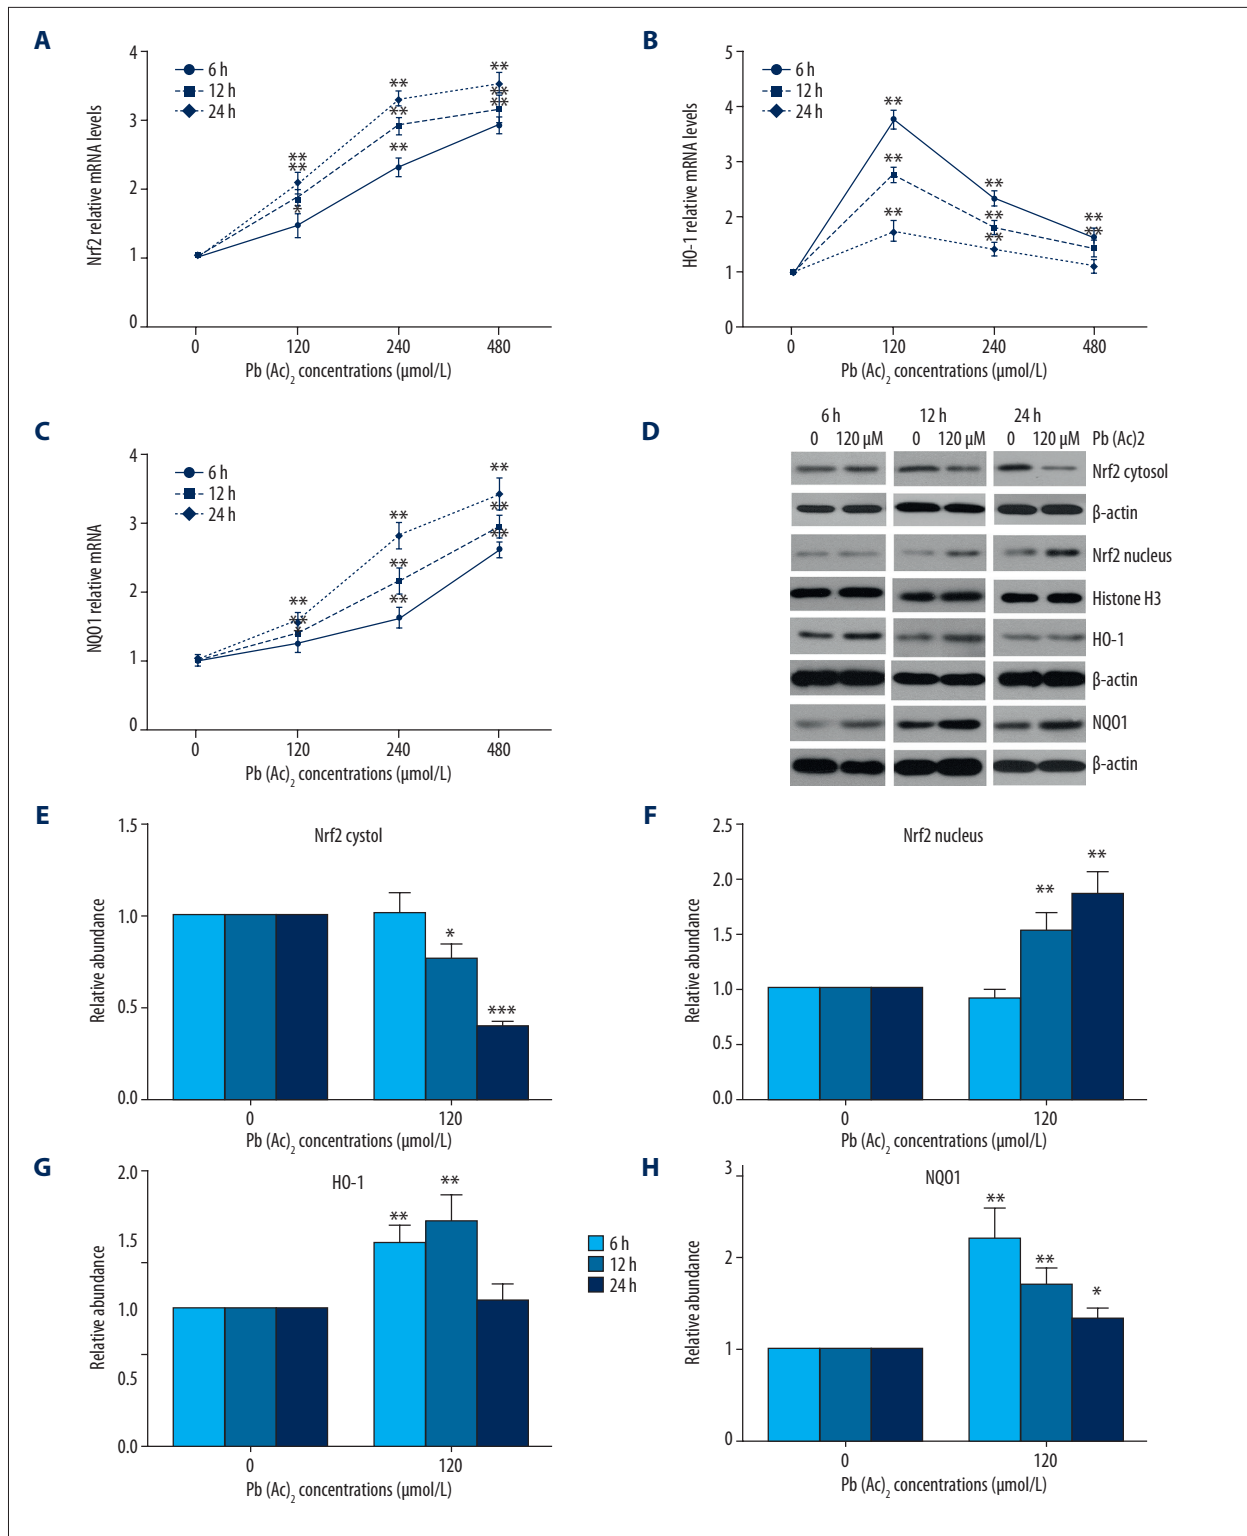 A
4
3
2
1
0
Nrf2 relative mRNA levels
6 h
12 h
24 h
** ** ** ** ** ** ** ** *
0 120 240 480
Pb (Ac)2 concentrations (µmol/L)
B
5
4
3
2
1
0
HO-1 relative mRNA levels
6 h
12 h
24 h
** ** ** ** ** ** ** **
0 120 240 480
Pb (Ac)2 concentrations (µmol/L)
C
4
3
2
1
0
NQO1 relative mRNA
6 h
12 h
24 h
** ** * ** ** ** ** ** **
0 120 240 480
Pb (Ac)2 concentrations (µmol/L)
D
6 h 12 h 24 h
0 120 µM 0 120 µM 0 120 µM Pb (Ac)2
Nrf2 cytosol
β-actin
Nrf2 nucleus
Histone H3
HO-1
β-actin
NQO1
β-actin
E
Nrf2 cystol
1.5
1.0
0.5
0.0
Relative abundance
* ***
0 120
Pb (Ac)2 concentrations (µmol/L)
F
Nrf2 nucleus
2.5
2.0
1.5
1.0
0.5
0.0
Relative abundance
** **
0 120
Pb (Ac)2 concentrations (µmol/L)
G
HO-1
2.0
1.5
1.0
0.5
0.0
Relative abundance
** **
0 120
Pb (Ac)2 concentrations (µmol/L)
6 h
12 h
24 h
H
NQO1
3
2
1
0
Relative abundance
** ** *
0 120
Pb (Ac)2 concentrations (µmol/L)